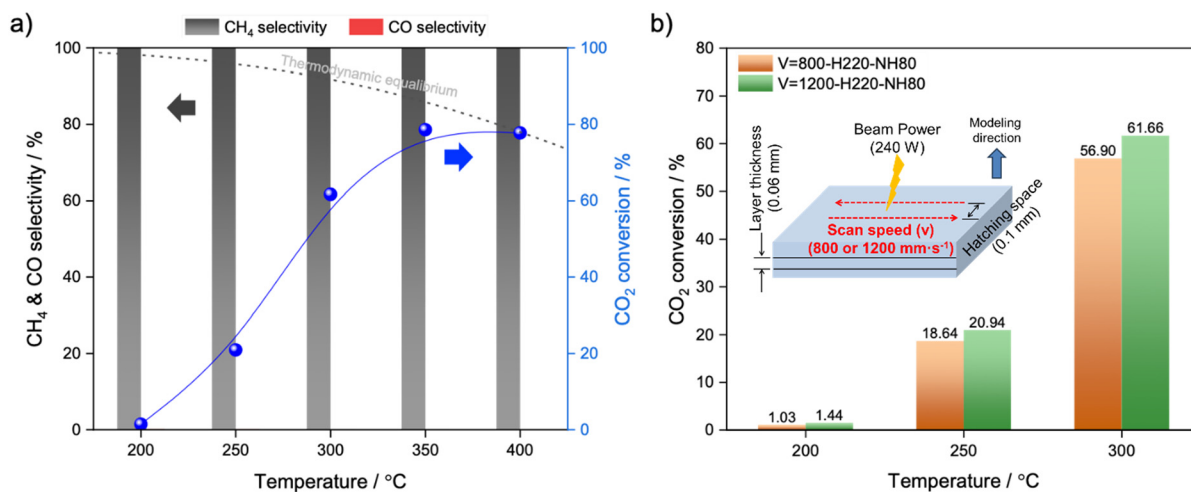 a)
CH₄ selectivity
CO selectivity
Thermodynamic equalibrium
CH₄ & CO selectivity / %
100
80
60
40
20
0
CO₂ conversion / %
100
80
60
40
20
0
200 250 300 350 400
Temperature / °C
b)
V=800-H220-NH80
V=1200-H220-NH80
CO₂ conversion / %
80
70
60
50
40
30
20
10
0
Beam Power
(240 W)
Modeling
direction
Layer thickness
(0.06 mm)
Scan speed (v)
(800 or 1200 mm·s⁻¹)
Hatching space
(0.1 mm)
1.03
1.44
18.64
20.94
56.90
61.66
200 250 300
Temperature / °C